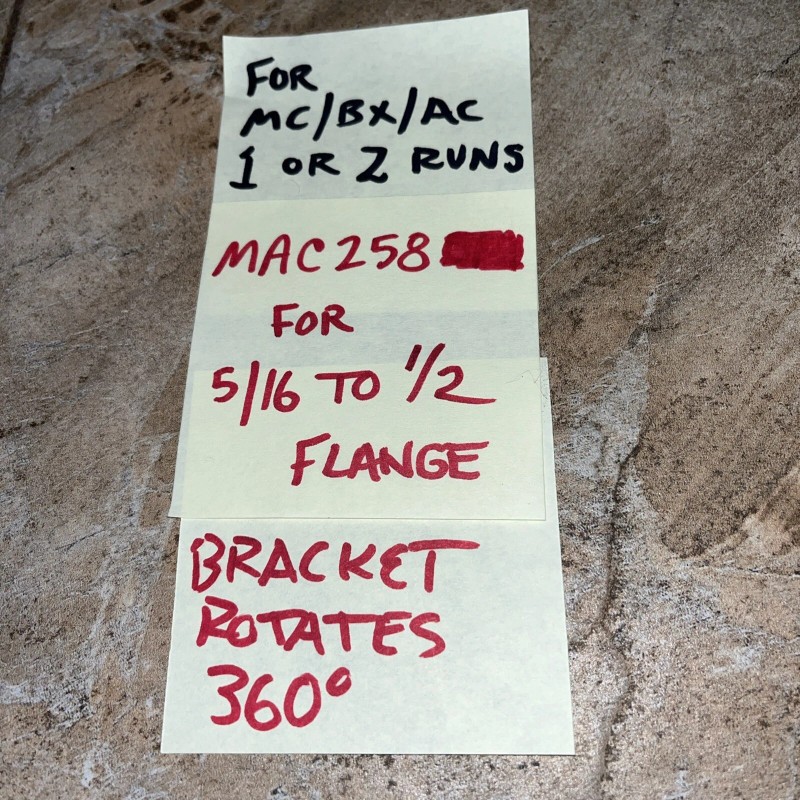 FOR
MC/BX/AC
1 OR 2 RUNS
MAC258
FOR
5/16 TO 1/2
FLANGE
BRACKET
ROTATES
360°